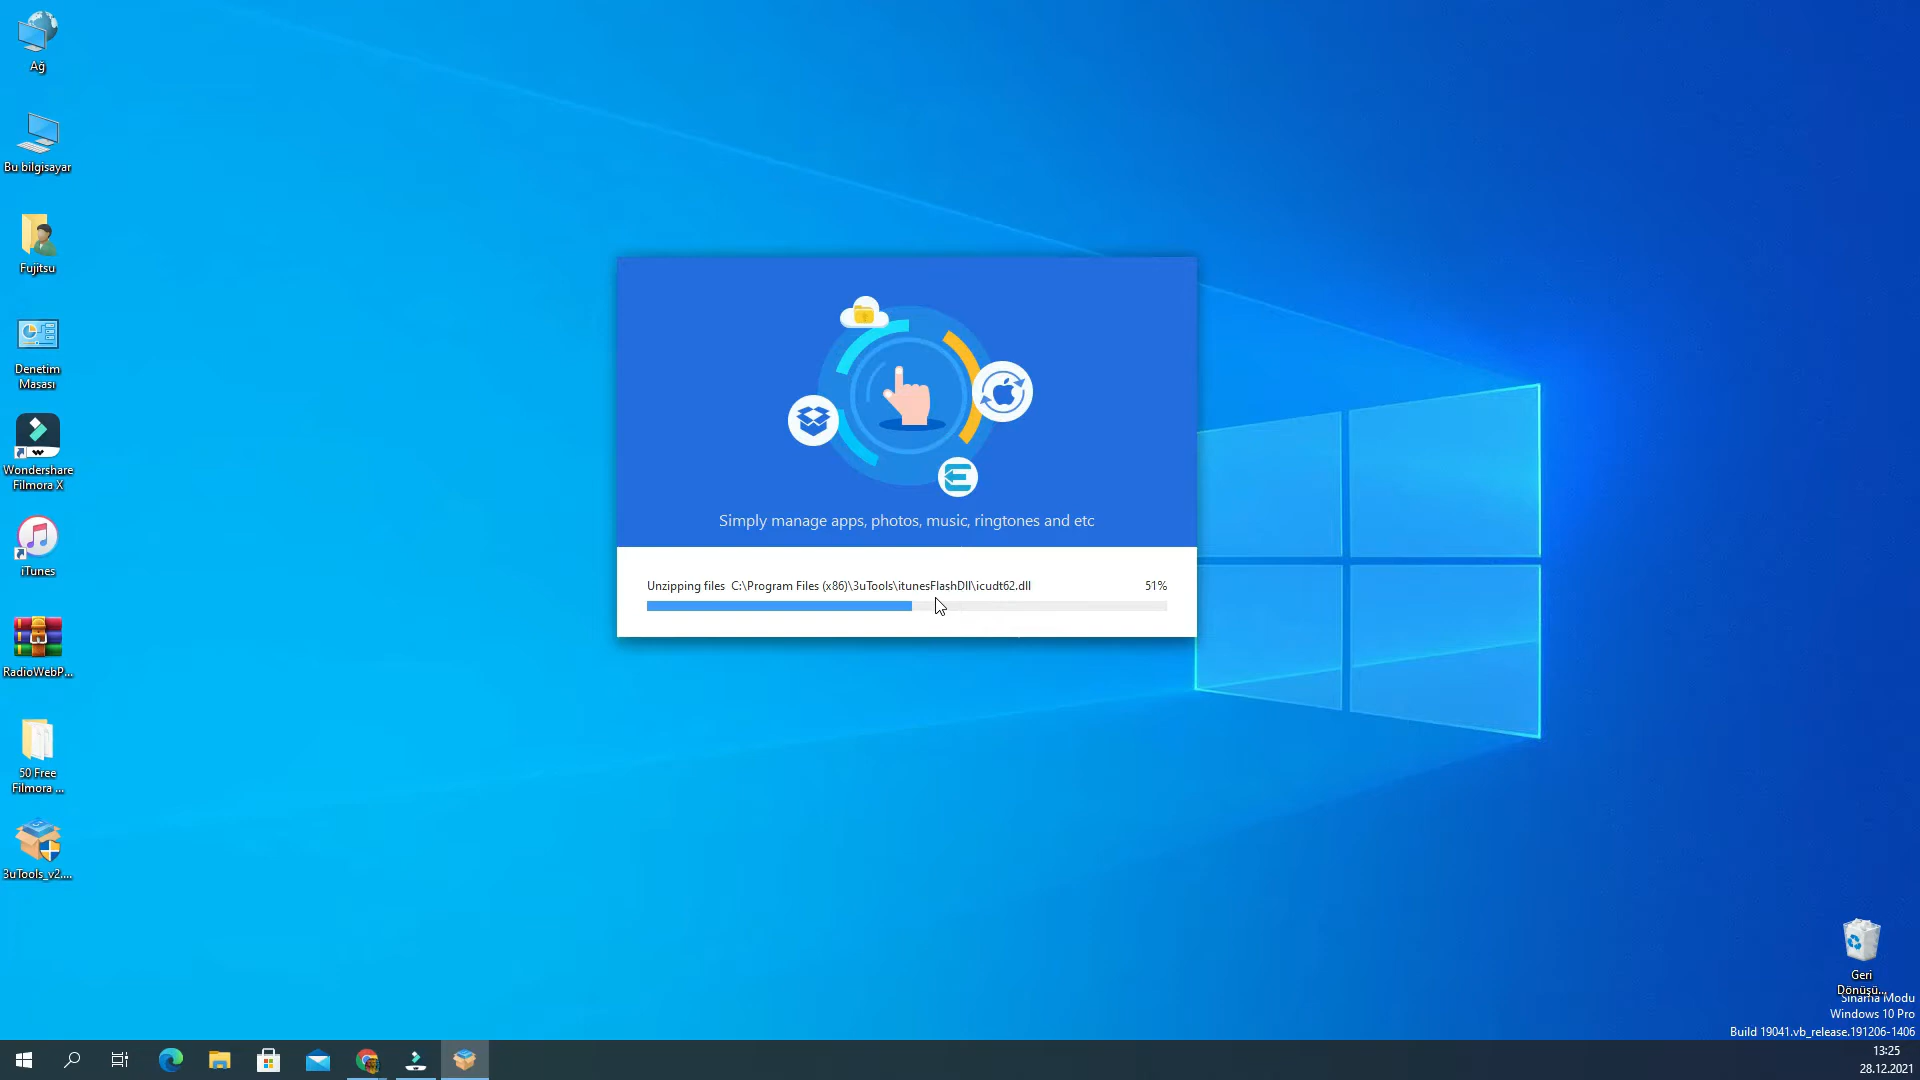 Ağ
Bu bilgisayar
Fujitsu
Denetim
Masası
Wondershare
Filmora X
iTunes
RadioWebP...
50 Free
Filmora ...
3uTools_v2....
Simply manage apps, photos, music, ringtones and etc
Unzipping files C:\Program Files (x86)\3uTools\itunesFlashDll\icudt62.dll 51%
Geri
Dönüşü...
Sınama Modu
Windows 10 Pro
Build 19041.vb_release.191206-1406
13:25
28.12.2021